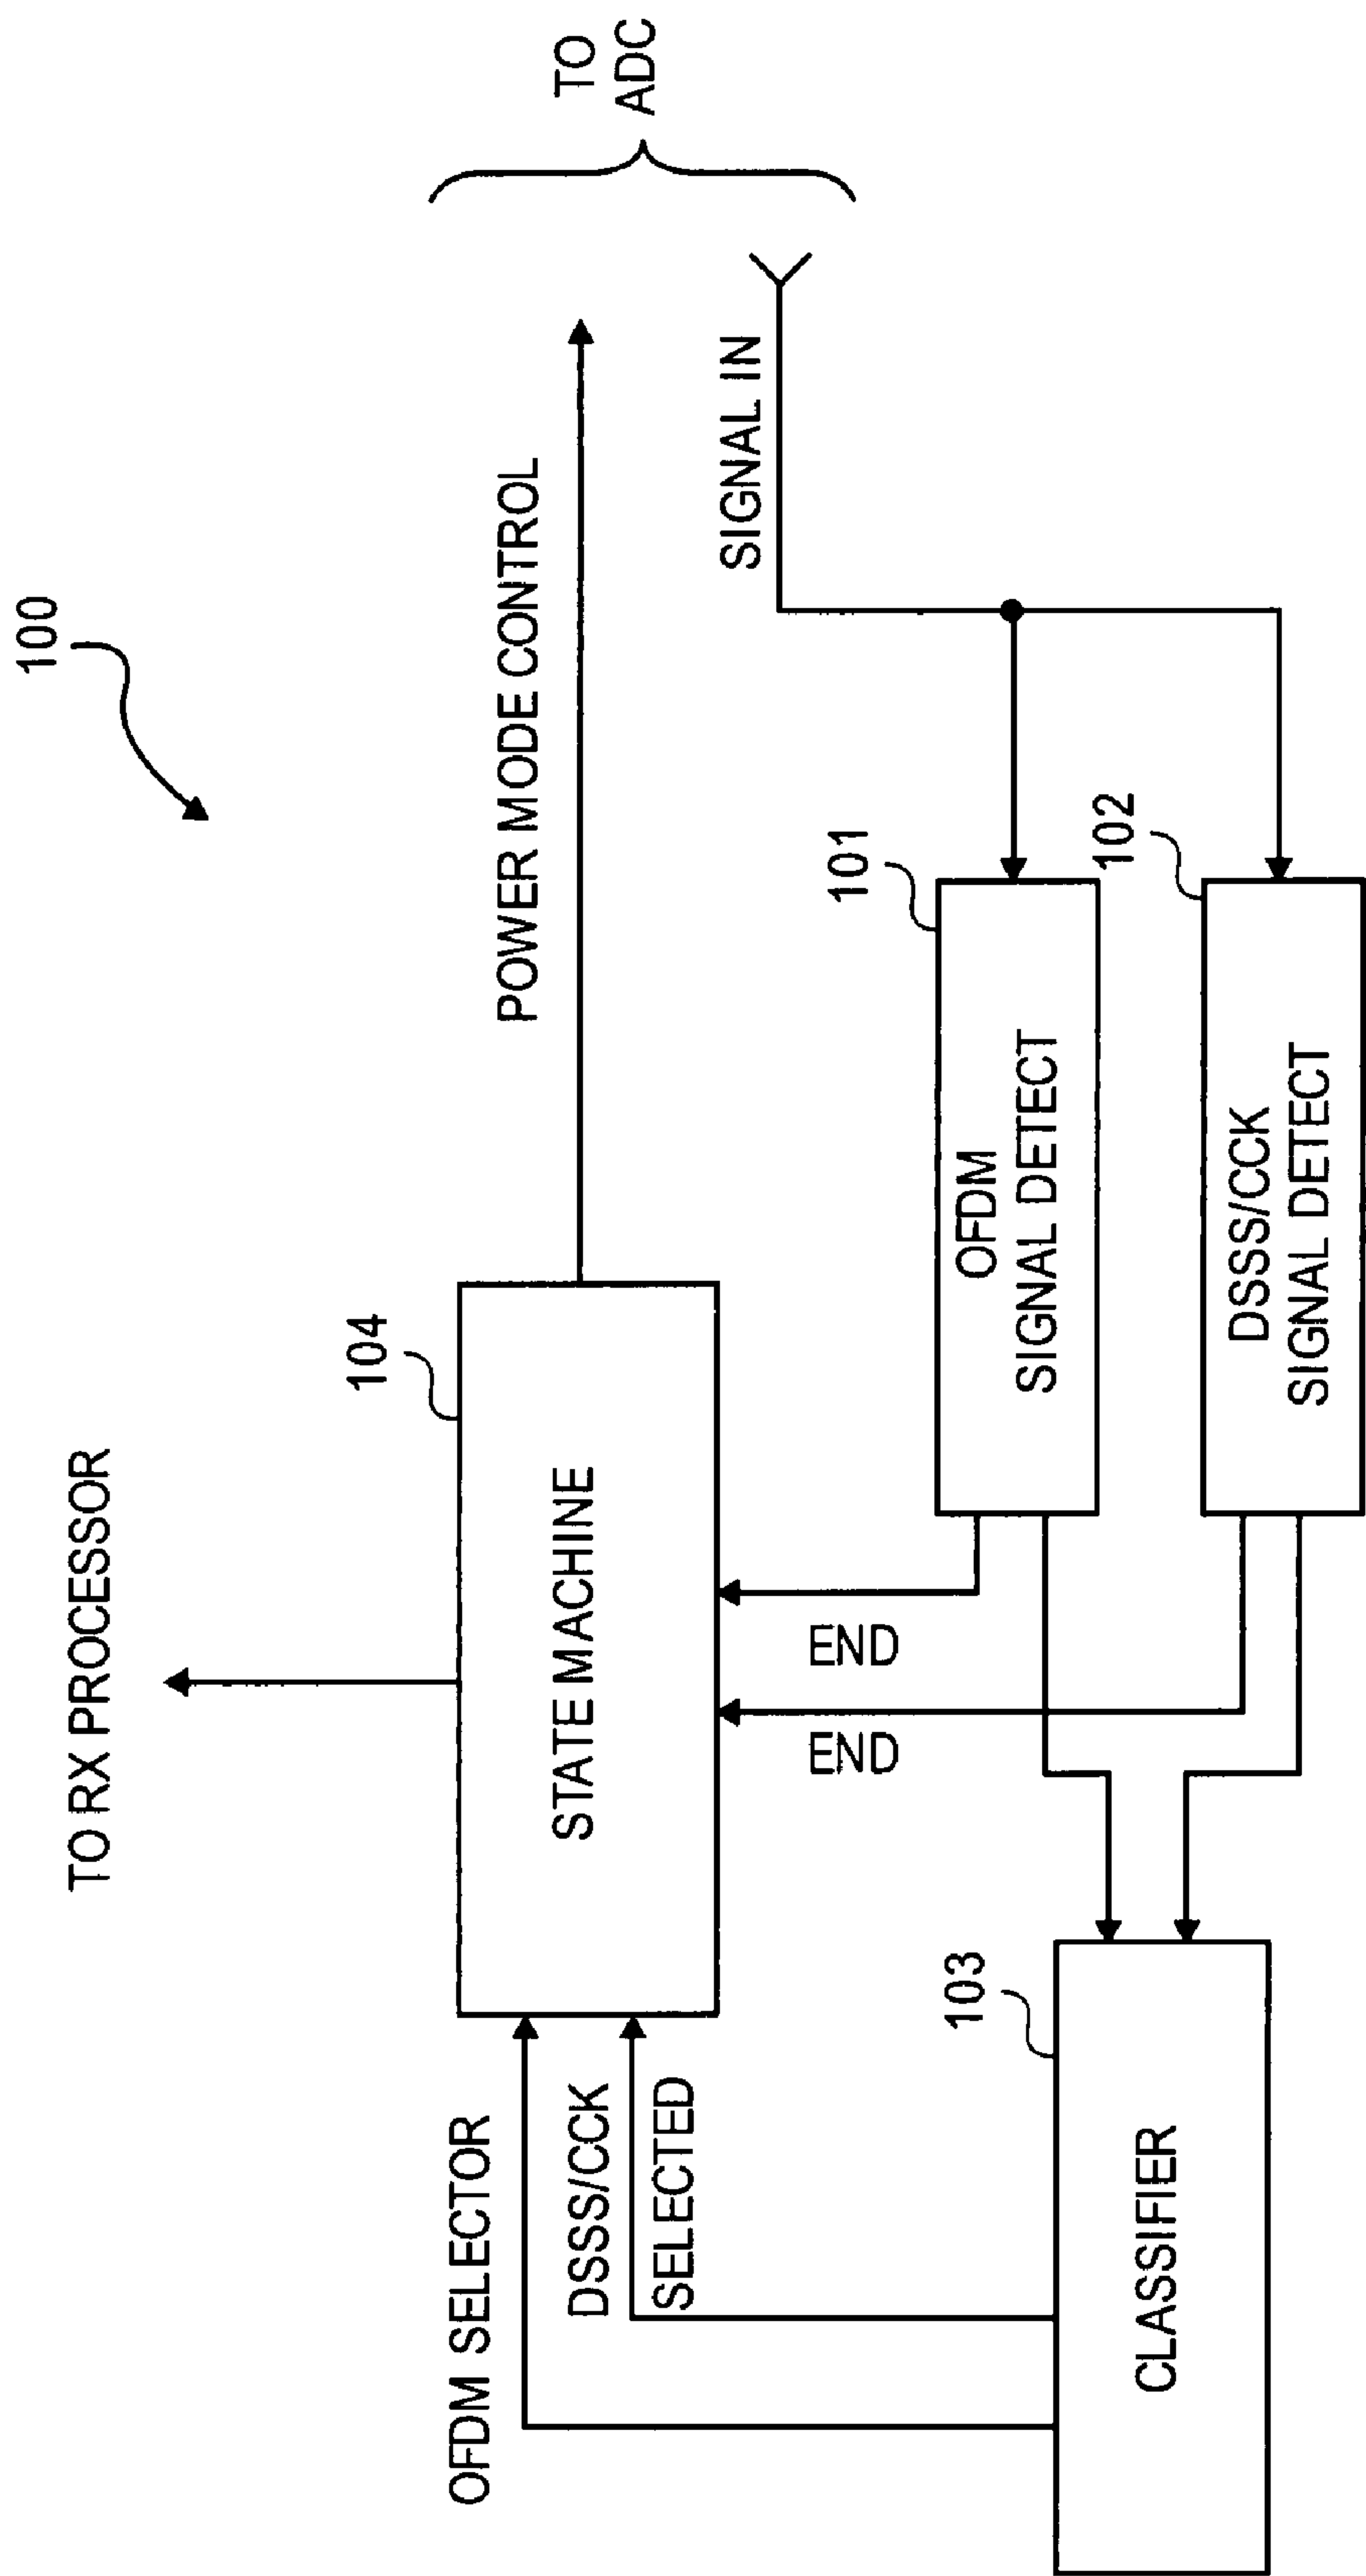 100
TO RX PROCESSOR
TO
ADC
POWER MODE CONTROL
104
STATE MACHINE
OFDM SELECTOR
DSSS/CCK
SELECTED
SIGNAL IN
END
END
101
OFDM
SIGNAL DETECT
102
DSSS/CCK
SIGNAL DETECT
103
CLASSIFIER